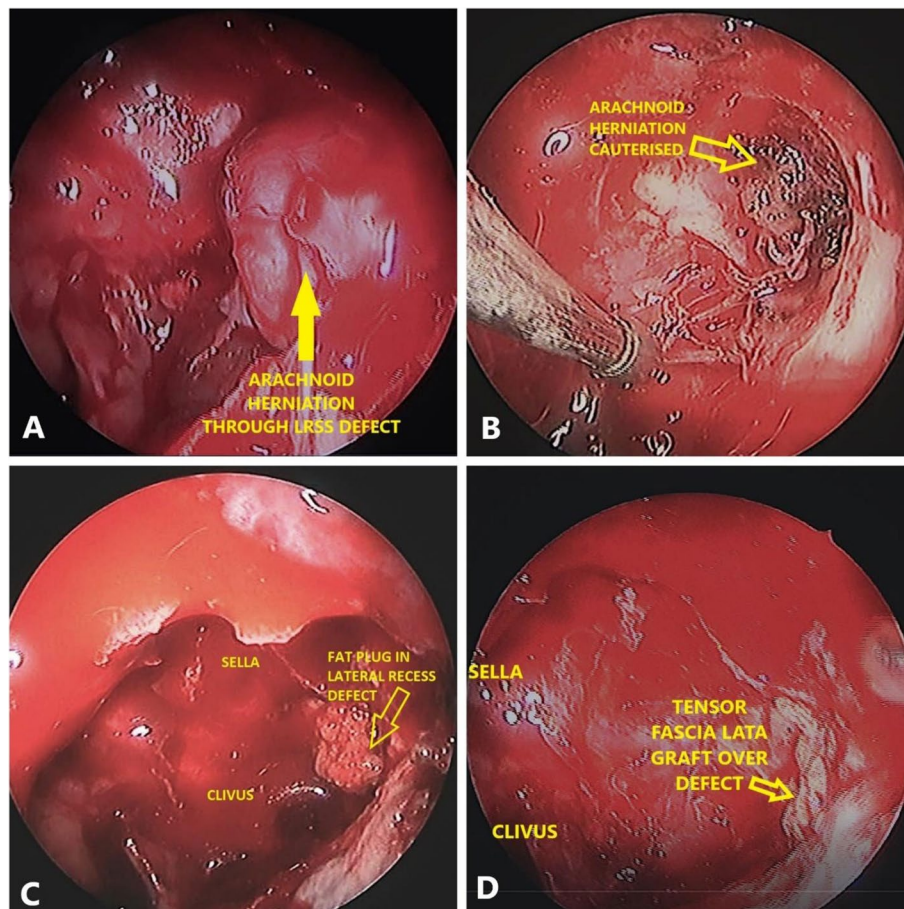 ARACHNOID
HERNIATION
THROUGH LRSS DEFECT
A
ARACHNOID
HERNIATION
CAUTERISED
B
SELLA
FAT PLUG IN
LATERAL RECESS
DEFECT
CLIVUS
C
SELLA
TENSOR
FASCIA LATA
GRAFT OVER
DEFECT
CLIVUS
D